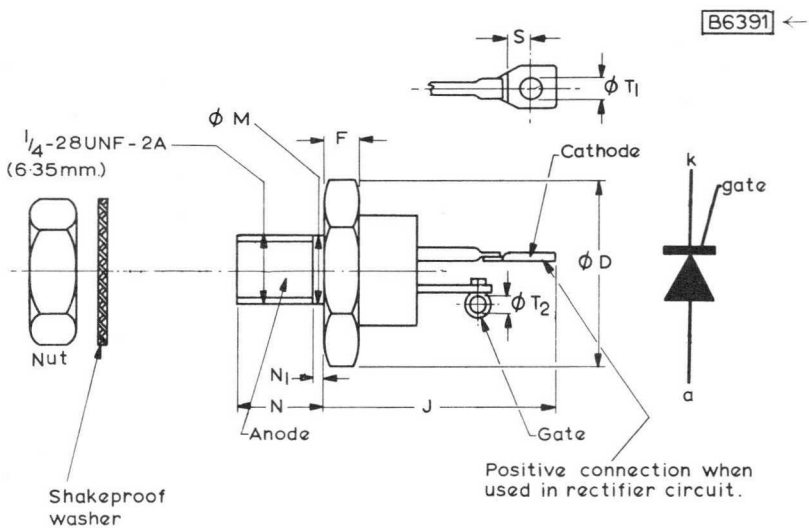 B6391
S
ϕ T1
ϕ M
F
1/4-28UNF-2A
(6·35mm.)
Cathode
k
gate
ϕ D
ϕ T2
Nut
N1
N
J
a
Anode
Gate
Positive connection when
used in rectifier circuit.
Shakeproof
washer